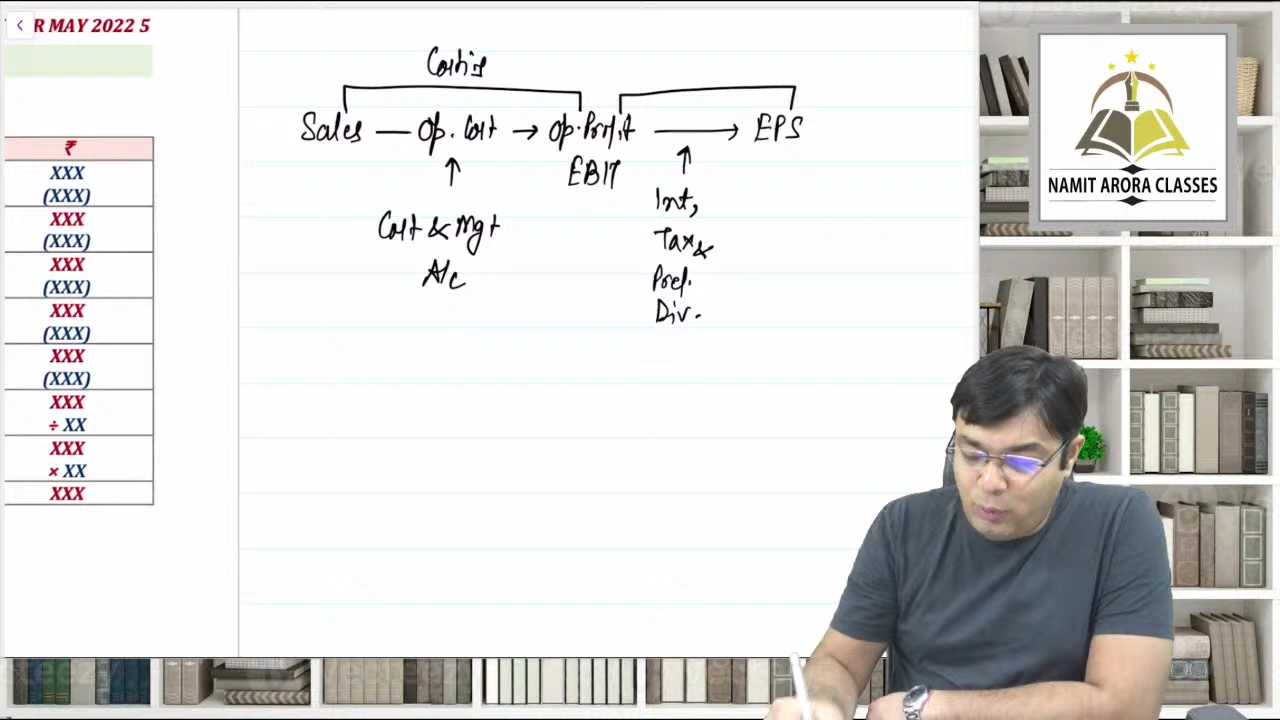 R MAY 2022 5
₹
XXX
(XXX)
XXX
(XXX)
XXX
(XXX)
XXX
(XXX)
XXX
(XXX)
XXX
÷ XX
XXX
× XX
XXX
Costing
Sales — Op. Cost → Op. Profit → EPS
EBIT
Cost & Mgt
A/c
Int,
Tax &
Pref.
Div.
NAMIT ARORA CLASSES